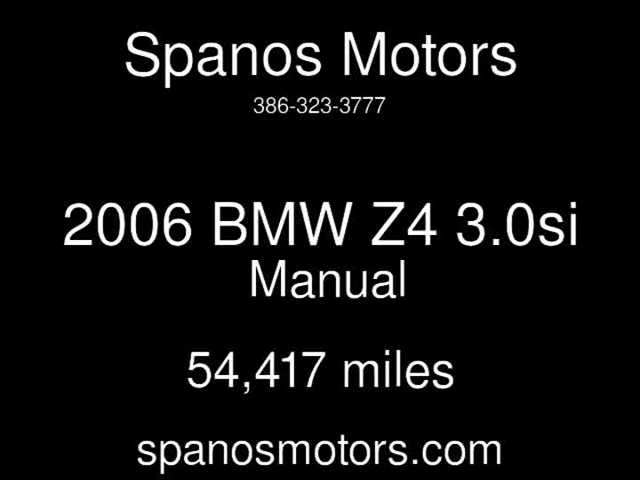 Spanos Motors
386-323-3777
2006 BMW Z4 3.0si
Manual
54,417 miles
spanosmotors.com